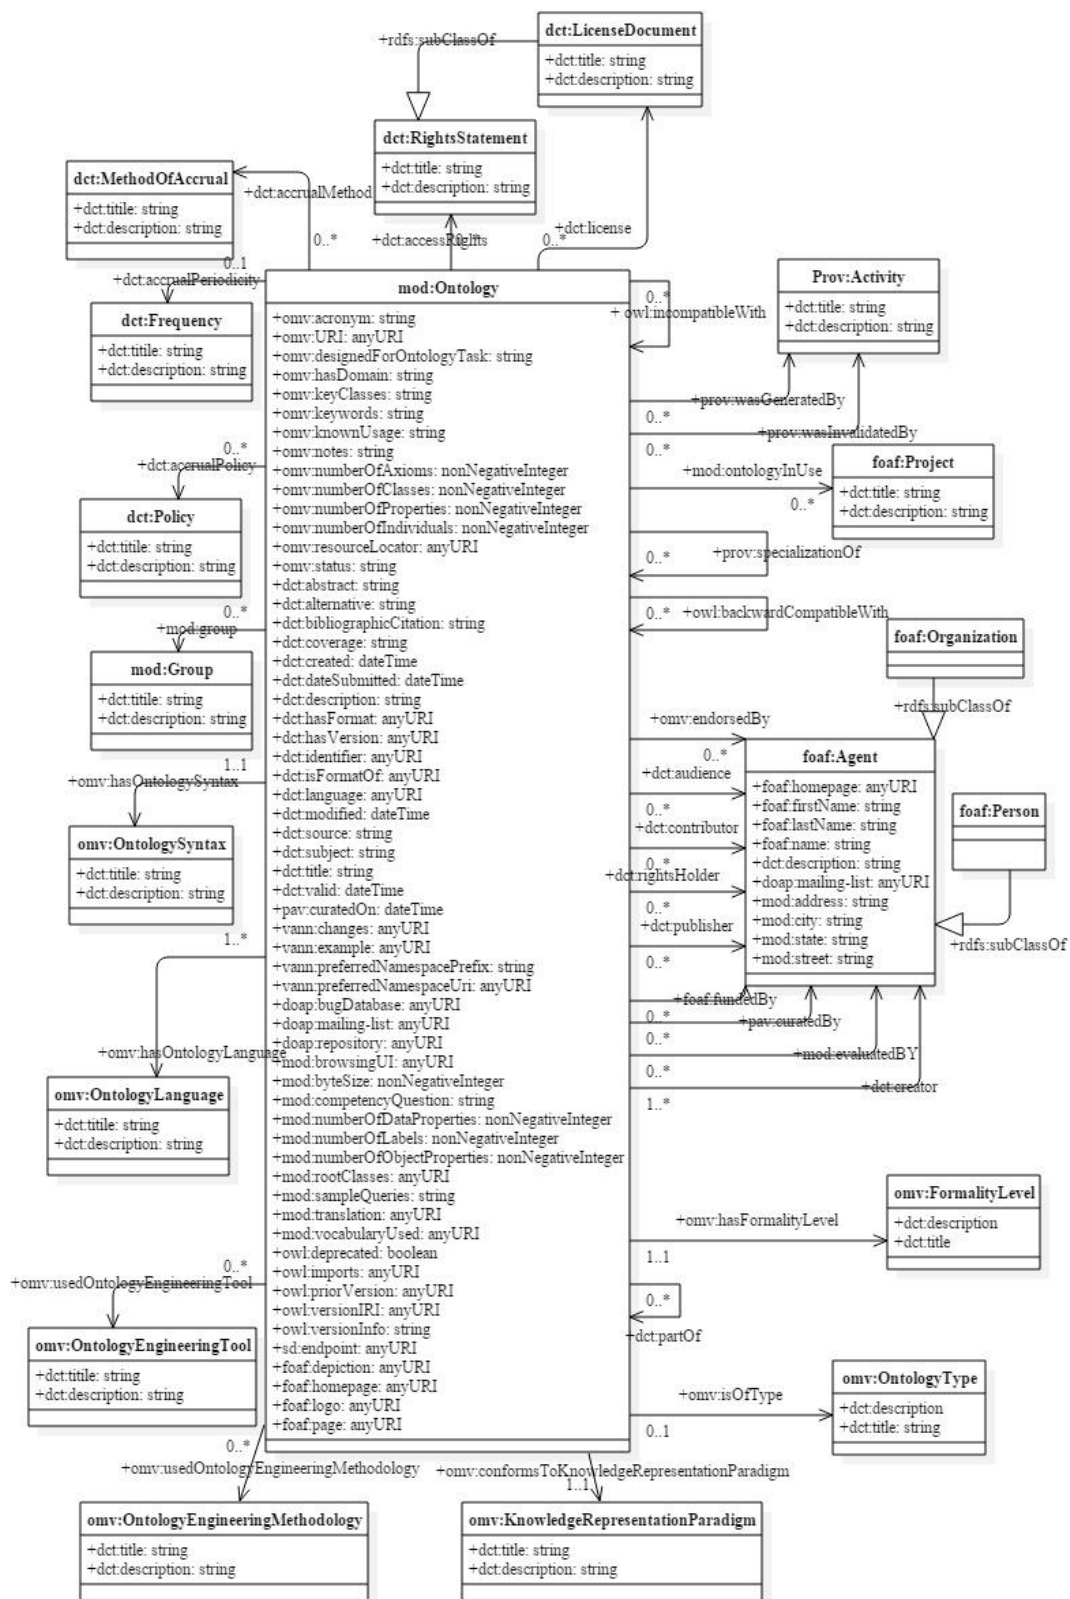 dct:LicenseDocument
+dct:title: string
+dct:description: string
+rdfs:subClassOf
dct:RightsStatement
+dct:title: string
+dct:description: string
dct:MethodOfAccrual
+dct:titile: string
+dct:description: string
+dct:accrualMethod
0..*
+dct:accessRights
0..*
+dct:license
0..*
0..1
+dct:accrualPeriodicity
dct:Frequency
+dct:titile: string
+dct:description: string
0..*
+dct:accrualPolicy
dct:Policy
+dct:titile: string
+dct:description: string
0..*
+mod:group
mod:Group
+dct:titile: string
+dct:description: string
1..1
+omv:hasOntologySyntax
omv:OntologySyntax
+dct:titile: string
+dct:description: string
1..*
+omv:hasOntologyLanguage
omv:OntologyLanguage
+dct:titile: string
+dct:description: string
0..*
+omv:usedOntologyEngineeringTool
omv:OntologyEngineeringTool
+dct:titile: string
+dct:description: string
0..*
+omv:usedOntologyEngineeringMethodology
omv:OntologyEngineeringMethodology
+dct:title: string
+dct:description: string
mod:Ontology
+omv:acronym: string
+omv:URI: anyURI
+omv:designedForOntologyTask: string
+omv:hasDomain: string
+omv:keyClasses: string
+omv:keywords: string
+omv:knownUsage: string
+omv:notes: string
+omv:numberOfAxioms: nonNegativeInteger
+omv:numberOfClasses: nonNegativeInteger
+omv:numberOfProperties: nonNegativeInteger
+omv:numberOfIndividuals: nonNegativeInteger
+omv:resourceLocator: anyURI
+omv:status: string
+dct:abstract: string
+dct:alternative: string
+dct:bibliographicCitation: string
+dct:coverage: string
+dct:created: dateTime
+dct:dateSubmitted: dateTime
+dct:description: string
+dct:hasFormat: anyURI
+dct:hasVersion: anyURI
+dct:identifier: anyURI
+dct:isFormatOf: anyURI
+dct:language: anyURI
+dct:modified: dateTime
+dct:source: string
+dct:subject: string
+dct:title: string
+dct:valid: dateTime
+pav:curatedOn: dateTime
+vann:changes: anyURI
+vann:example: anyURI
+vann:preferredNamespacePrefix: string
+vann:preferredNamespaceUri: anyURI
+doap:bugDatabase: anyURI
+doap:mailing-list: anyURI
+doap:repository: anyURI
+mod:browsingUI: anyURI
+mod:byteSize: nonNegativeInteger
+mod:competencyQuestion: string
+mod:numberOfDataProperties: nonNegativeInteger
+mod:numberOfLabels: nonNegativeInteger
+mod:numberOfObjectProperties: nonNegativeInteger
+mod:rootClasses: anyURI
+mod:sampleQueries: string
+mod:translation: anyURI
+mod:vocabularyUsed: anyURI
+owl:deprecated: boolean
+owl:imports: anyURI
+owl:priorVersion: anyURI
+owl:versionIRI: anyURI
+owl:versionInfo: string
+sd:endpoint: anyURI
+foaf:depiction: anyURI
+foaf:homepage: anyURI
+foaf:logo: anyURI
+foaf:page: anyURI
0..*
+ owl:incompatibleWith
Prov:Activity
+dct:title: string
+dct:description: string
+prov:wasGeneratedBy
0..*
+prov:wasInvalidatedBy
0..*
+mod:ontologyInUse
0..*
foaf:Project
+dct:title: string
+dct:description: string
+prov:specializationOf
0..*
0..*
+owl:backwardCompatibleWith
foaf:Organization
+rdfs:subClassOf
+omv:endorsedBy
0..*
+dct:audience
0..*
+dct:contributor
0..*
+dct:rightsHolder
0..*
+dct:publisher
0..*
foaf:Agent
+foaf:homepage: anyURI
+foaf:firstName: string
+foaf:lastName: string
+foaf:name: string
+dct:description: string
+doap:mailing-list: anyURI
+mod:address: string
+mod:city: string
+mod:state: string
+mod:street: string
foaf:Person
+rdfs:subClassOf
+foaf:fundedBy
0..*
+pav:curatedBy
0..*
+mod:evaluatedBY
0..*
+dct:creator
1..*
+omv:hasFormalityLevel
1..1
omv:FormalityLevel
+dct:description
+dct:title
0..*
+dct:partOf
+omv:isOfType
0..1
omv:OntologyType
+dct:description
+dct:title: string
+omv:conformsToKnowledgeRepresentationParadigm
1..1
omv:KnowledgeRepresentationParadigm
+dct:title: string
+dct:description: string